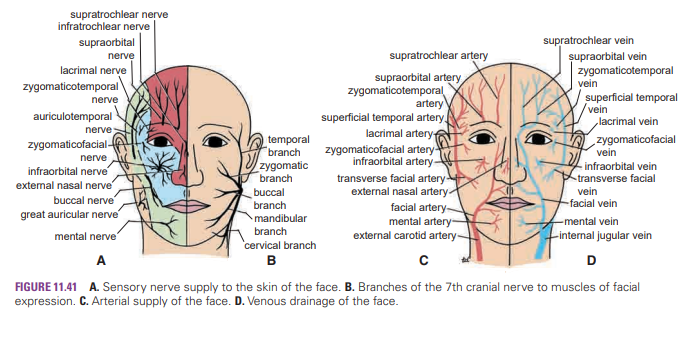 supratrochlear nerve
infratrochlear nerve
supraorbital
nerve
lacrimal nerve
zygomaticotemporal
nerve
auriculotemporal
nerve
zygomaticofacial
nerve
infraorbital nerve
external nasal nerve
buccal nerve
great auricular nerve
mental nerve
A
temporal
branch
zygomatic
branch
buccal
branch
mandibular
branch
cervical branch
B
supratrochlear artery
supraorbital artery
zygomaticotemporal
artery
superficial temporal artery
lacrimal artery
zygomaticofacial artery
infraorbital artery
transverse facial artery
external nasal artery
facial artery
mental artery
external carotid artery
C
supratrochlear vein
supraorbital vein
zygomaticotemporal
vein
superficial temporal
vein
lacrimal vein
zygomaticofacial
vein
infraorbital vein
transverse facial
vein
facial vein
mental vein
internal jugular vein
D
FIGURE 11.41 A. Sensory nerve supply to the skin of the face. B. Branches of the 7th cranial nerve to muscles of facial
expression. C. Arterial supply of the face. D. Venous drainage of the face.